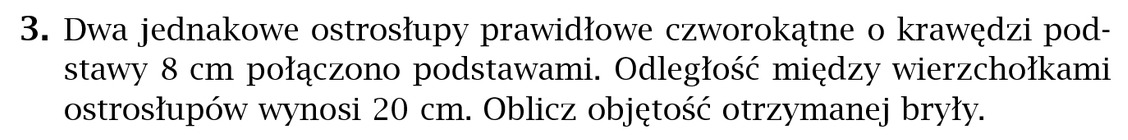 3. Dwa jednakowe ostrosłupy prawidłowe czworokątne o krawędzi pod-
stawy 8 cm połączono podstawami. Odległość między wierzchołkami
ostrosłupów wynosi 20 cm. Oblicz objętość otrzymanej bryły.